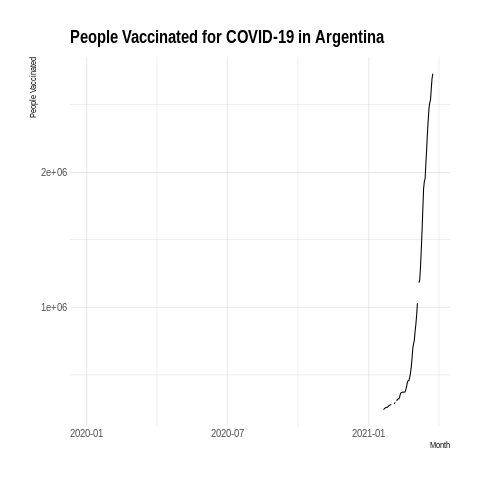 People Vaccinated for COVID-19 in Argentina
People Vaccinated
2e+06
1e+06
2020-01
2020-07
2021-01
Month